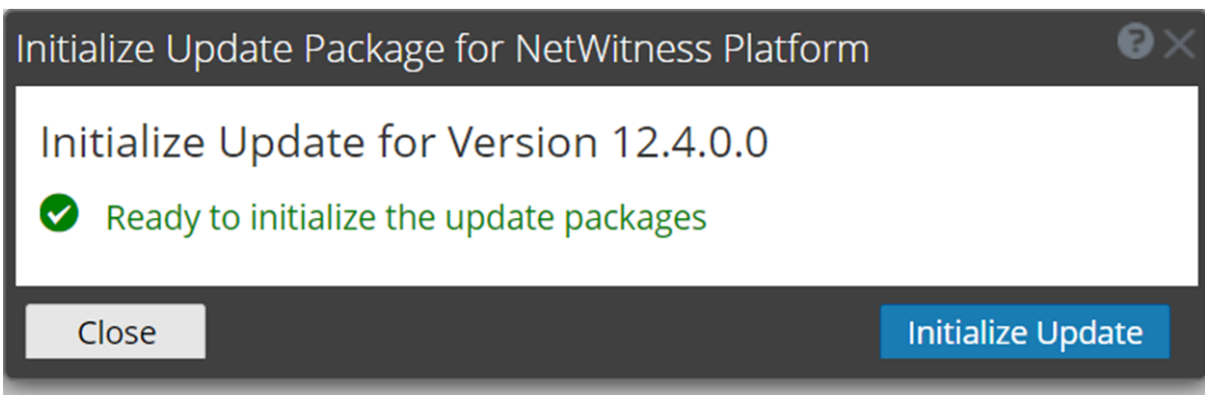 Initialize Update Package for NetWitness Platform
Initialize Update for Version 12.4.0.0
Ready to initialize the update packages
Close
Initialize Update